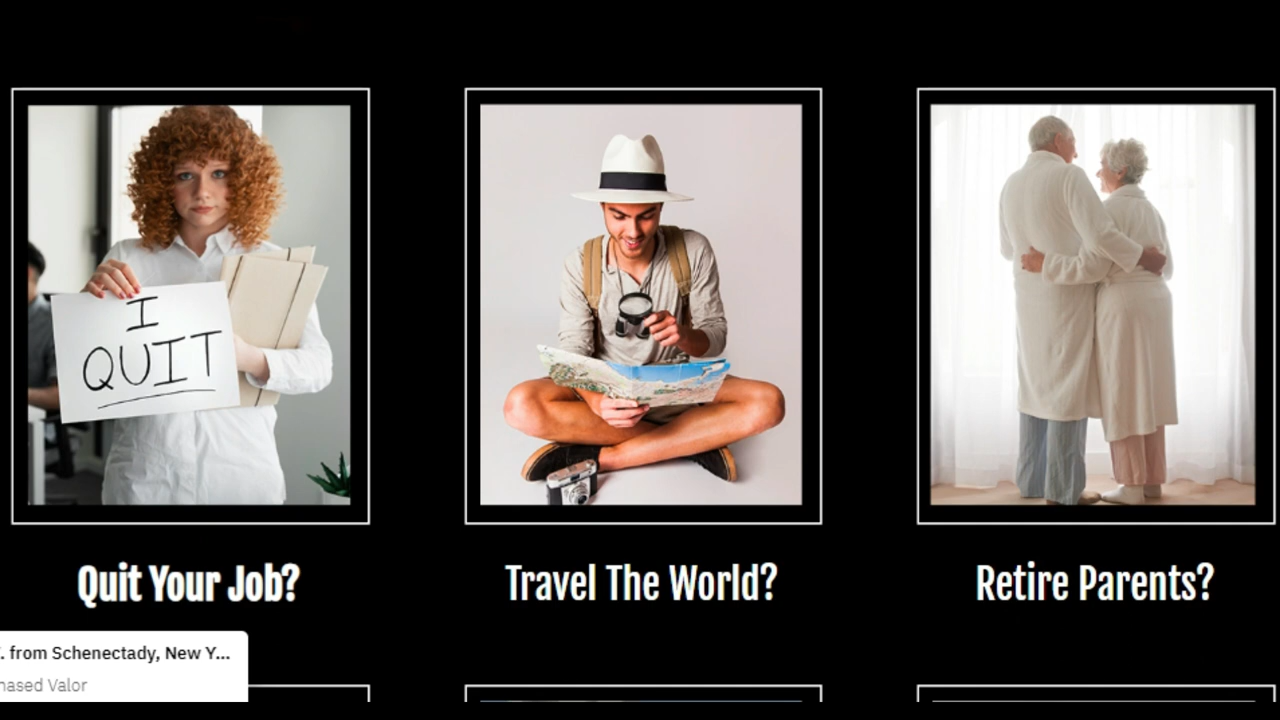 I
QUIT
Quit Your Job?
Travel The World?
Retire Parents?
. from Schenectady, New Y...
hased Valor